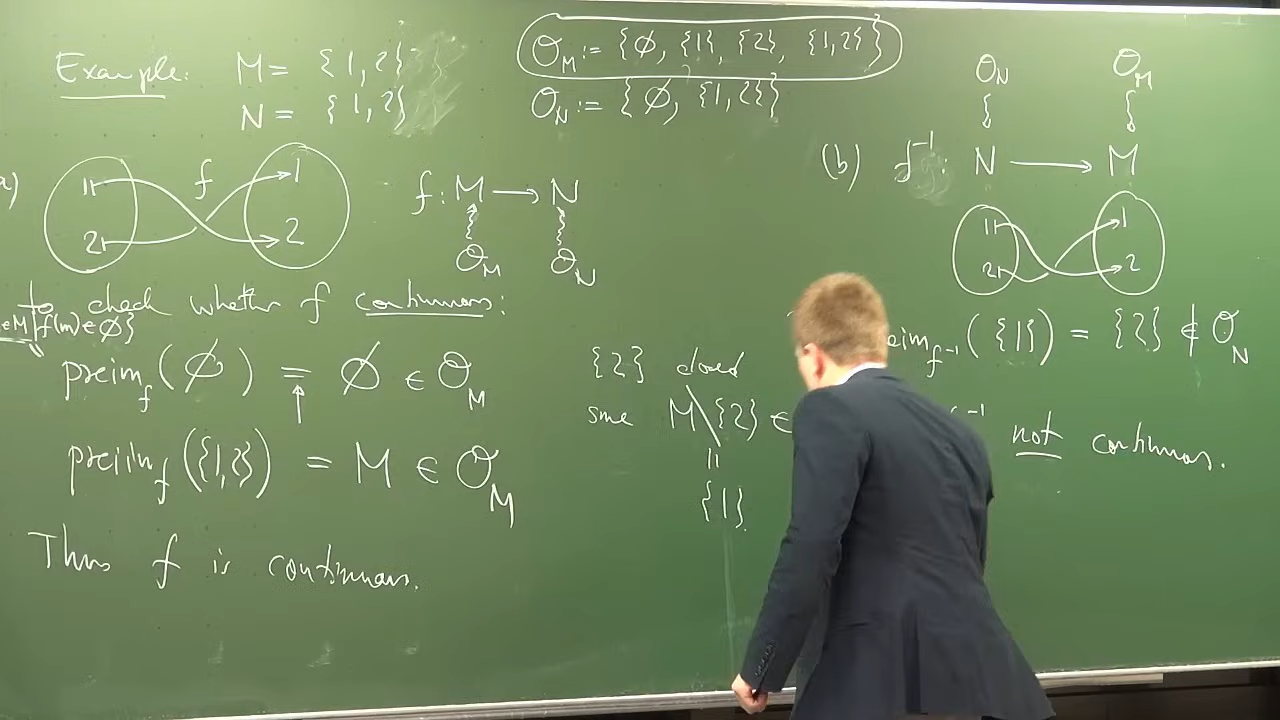 Example: M = {1,2}
N = {1,2}
𝒪_M := {∅, {1}, {2}, {1,2}}
𝒪_N := {∅, {1,2}}
a)
1 2 f 1 2
f: M → N
𝒪_M 𝒪_N
to check whether f continuous:
∈M | f(m) ∈ ∅}
preim_f(∅) = ∅ ∈ 𝒪_M
preim_f({1,2}) = M ∈ 𝒪_M
Thus f is continuous.
{2} closed
since M\{2} ∈
=
{1}
𝒪_N 𝒪_M
(b) f⁻¹: N → M
1 2 1 2
eim_f⁻¹({1}) = {2} ∉ 𝒪_N
⁻¹ not continuous.